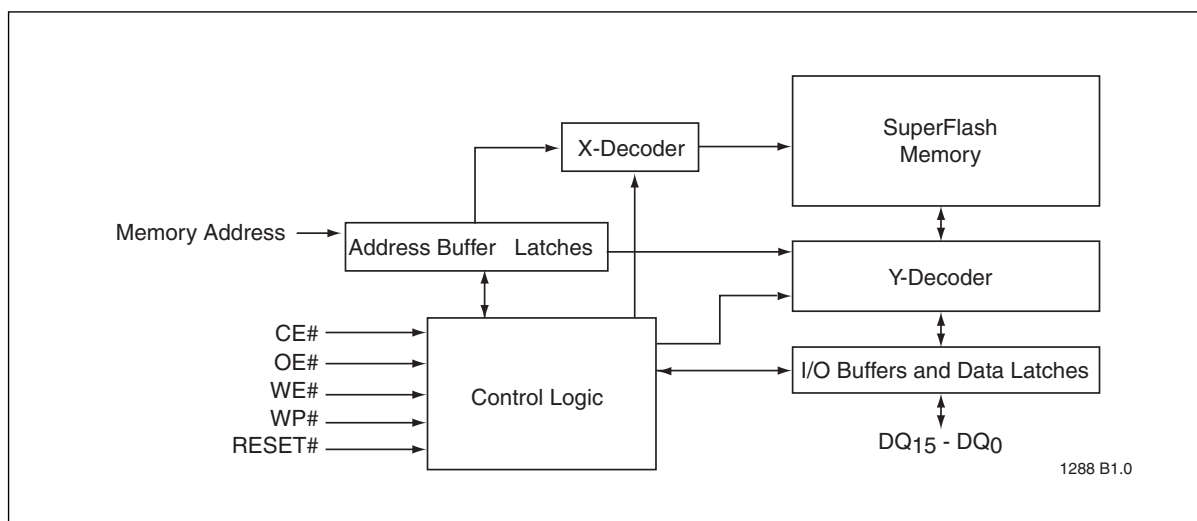 SuperFlash
Memory
X-Decoder
Memory Address
Address Buffer Latches
Y-Decoder
CE#
OE#
WE#
WP#
RESET#
Control Logic
I/O Buffers and Data Latches
DQ15 - DQ0
1288 B1.0